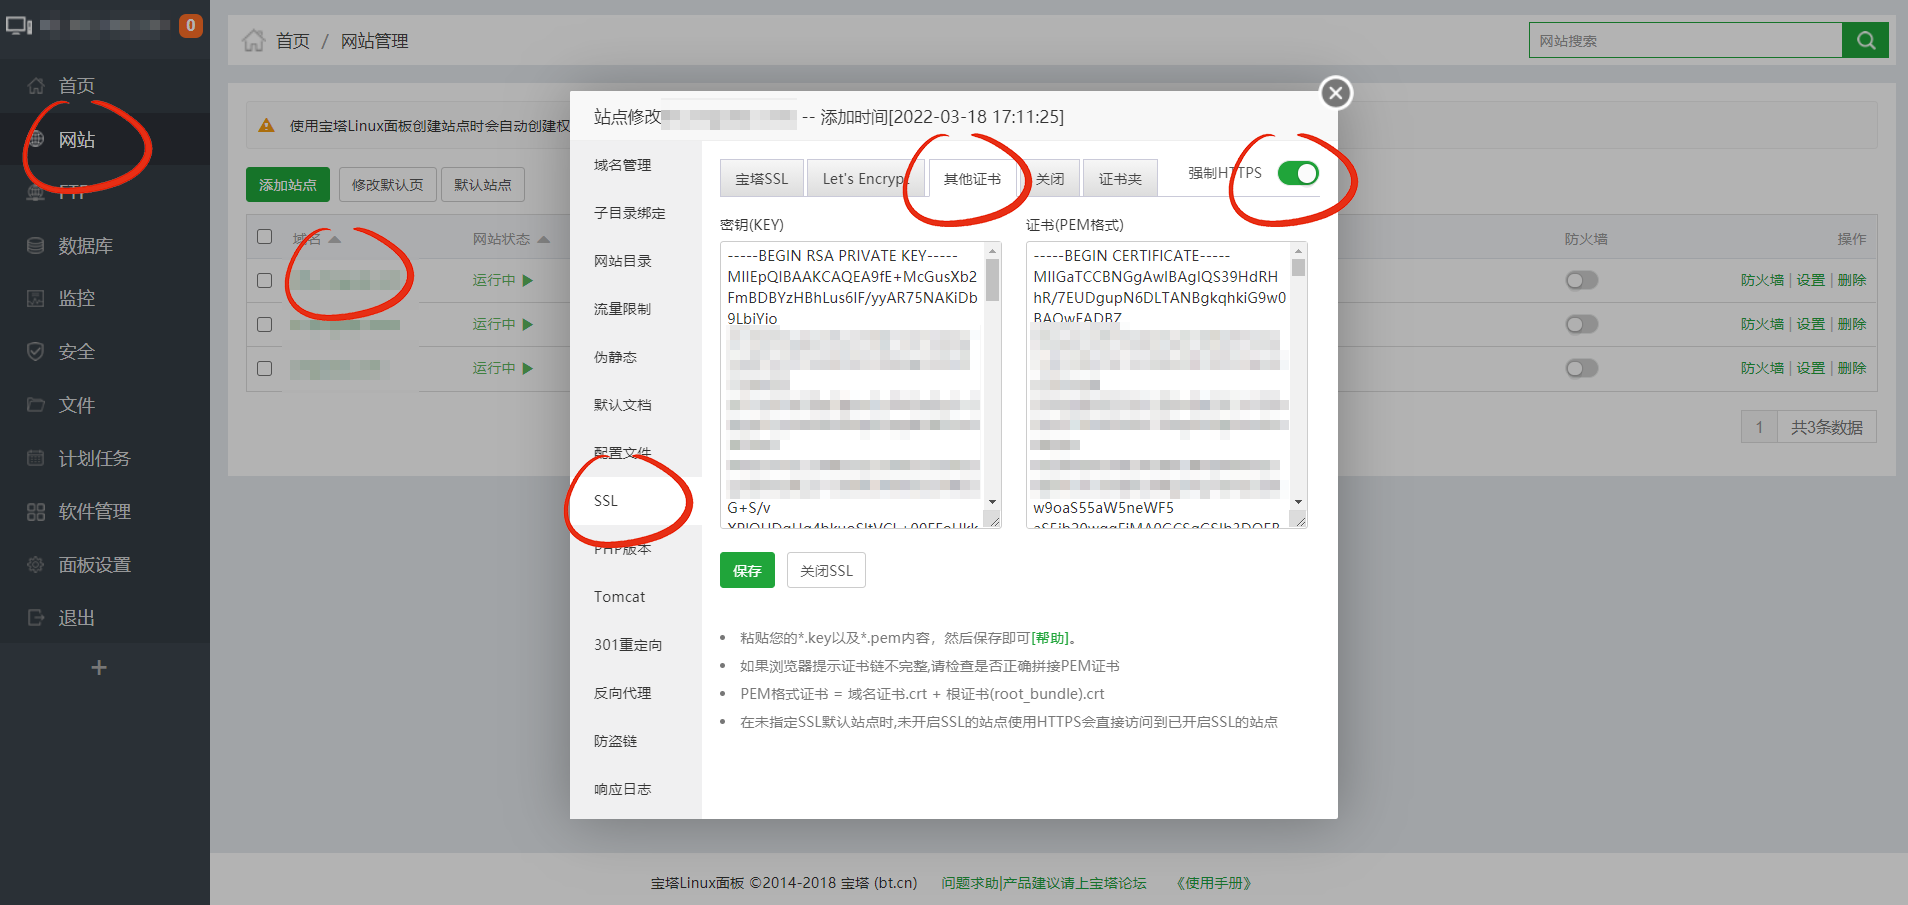 0
首页
网站
FTP
数据库
监控
安全
文件
计划任务
软件管理
面板设置
退出
首页 / 网站管理
网站搜索
使用宝塔Linux面板创建站点时会自动创建权
添加站点 修改默认页 默认站点
域名 网站状态 防火墙 操作
运行中 防火墙 | 设置 | 删除
运行中 防火墙 | 设置 | 删除
运行中 防火墙 | 设置 | 删除
1 共3条数据
站点修改 -- 添加时间[2022-03-18 17:11:25]
域名管理
子目录绑定
网站目录
流量限制
伪静态
默认文档
配置文件
SSL
PHP版本
Tomcat
301重定向
反向代理
防盗链
响应日志
宝塔SSL Let's Encrypt 其他证书 关闭 证书夹 强制HTTPS
密钥(KEY)
-----BEGIN RSA PRIVATE KEY-----
MIIEpQIBAAKCAQEA9fE+McGusXb2
FmBDBYzHBhLus6IF/yyAR75NAKiDb
9LbiYio
G+S/v
证书(PEM格式)
-----BEGIN CERTIFICATE-----
MIIGaTCCBNGgAwIBAgIQS39HdRH
hR/7EUDgupN6DLTANBgkqhkiG9w0
BAQwFADBZ
w9oaS55aW5neWF5
保存 关闭SSL
粘贴您的*.key以及*.pem内容，然后保存即可[帮助]。
如果浏览器提示证书链不完整,请检查是否正确拼接PEM证书
PEM格式证书 = 域名证书.crt + 根证书(root_bundle).crt
在未指定SSL默认站点时,未开启SSL的站点使用HTTPS会直接访问到已开启SSL的站点
宝塔Linux面板 ©2014-2018 宝塔 (bt.cn) 问题求助|产品建议请上宝塔论坛 《使用手册》